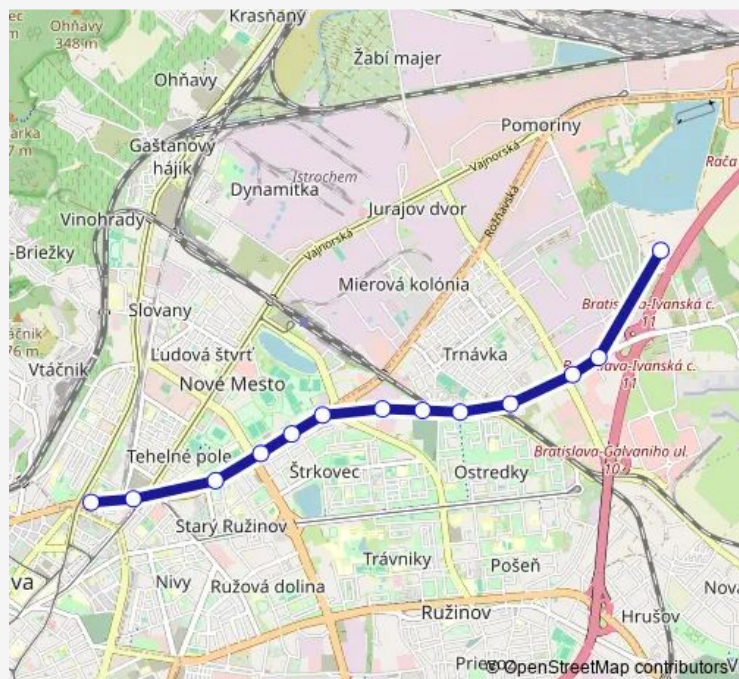 Krasňany
Ohňavy
348 m
Žabí majer
Ohňavy
Pomoriny
Gaštanový
hájik
Vajnorská
Rača
Istrochem
Dynamitka
Rožňavská
Jurajov dvor
Vinohrady
Vajnorská
-Briežky
Mierová kolónia
Slovany
Bratislava-Ivanská c.
11
Ľudová štvrť
Trnávka
Vtáčnik
Nové Mesto
Bratislava-Ivanská c.
11
Tehelné pole
Štrkovec
Ostredky
Bratislava-Galvaniho ul.
10
Starý Ružinov
Trávniky
Pošeň
Nivy
Ružová dolina
Ružinov
Hrušov
Prievoz
© OpenStreetMap contributors